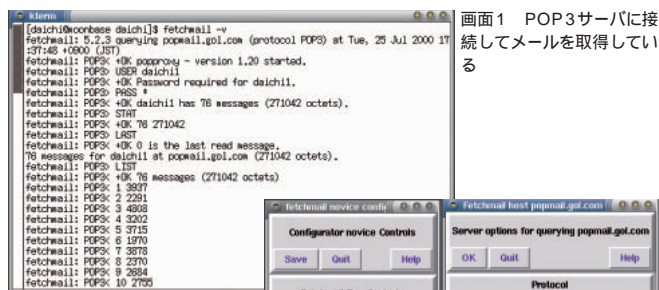 kterm
[daichi@moonbase daichi]$ fetchmail -v
fetchmail: 5.2.3 querying popmail.gol.com (protocol POP3) at Tue, 25 Jul 2000 17
:37:48 +0900 (JST)
fetchmail: POP3< +OK popproxy - version 1.20 started.
fetchmail: POP3> USER daichi1
fetchmail: POP3< +OK Password required for daichi1.
fetchmail: POP3> PASS *
fetchmail: POP3< +OK daichi1 has 76 messages (271042 octets).
fetchmail: POP3> STAT
fetchmail: POP3< +OK 76 271042
fetchmail: POP3> LAST
fetchmail: POP3< +OK 0 is the last read message.
76 messages for daichi1 at popmail.gol.com (271042 octets).
fetchmail: POP3> LIST
fetchmail: POP3< +OK 76 messages (271042 octets)
fetchmail: POP3< 1 3937
fetchmail: POP3< 2 2291
fetchmail: POP3< 3 4808
fetchmail: POP3< 4 3202
fetchmail: POP3< 5 3715
fetchmail: POP3< 6 1970
fetchmail: POP3< 7 3878
fetchmail: POP3< 8 2370
fetchmail: POP3< 9 2684
fetchmail: POP3< 10 2755
画面1 POP3サーバに接
続してメールを取得してい
る
fetchmail novice confi
Configurator novice Controls
Save Quit Help
Fetchmail host popmail.gol.com
Server options for querying popmail.gol.com
OK Quit Help
Protocol